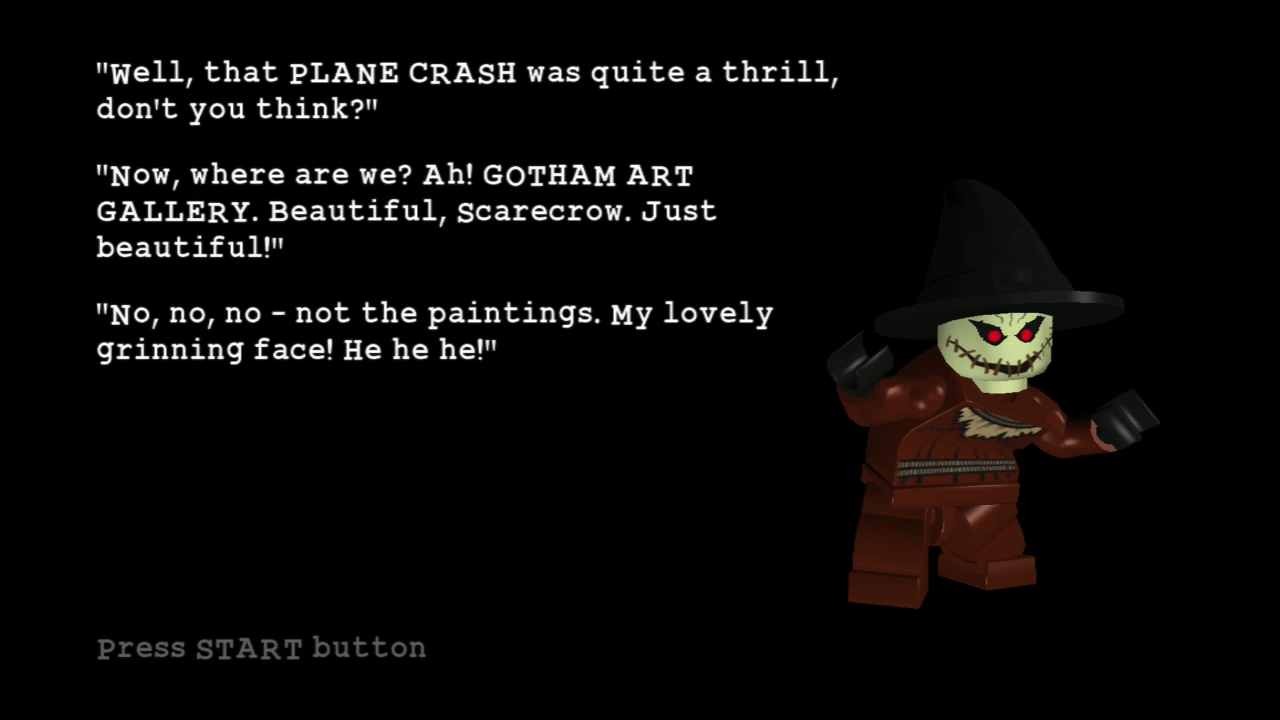 "Well, that PLANE CRASH was quite a thrill,
don't you think?"
"Now, where are we? Ah! GOTHAM ART
GALLERY. Beautiful, Scarecrow. Just
beautiful!"
"No, no, no - not the paintings. My lovely
grinning face! He he he!"
Press START button